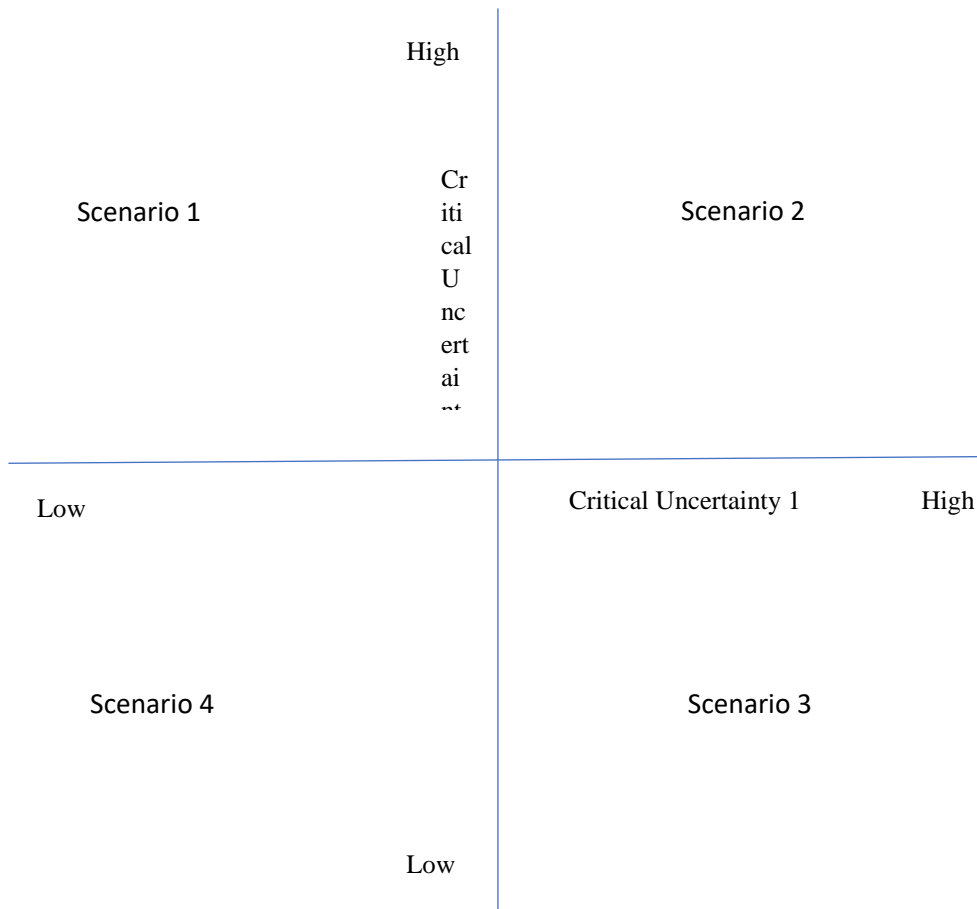 High
Scenario 1
Cr
iti
cal
U
nc
ert
ai
Scenario 2
Low
Critical Uncertainty 1
High
Scenario 4
Scenario 3
Low